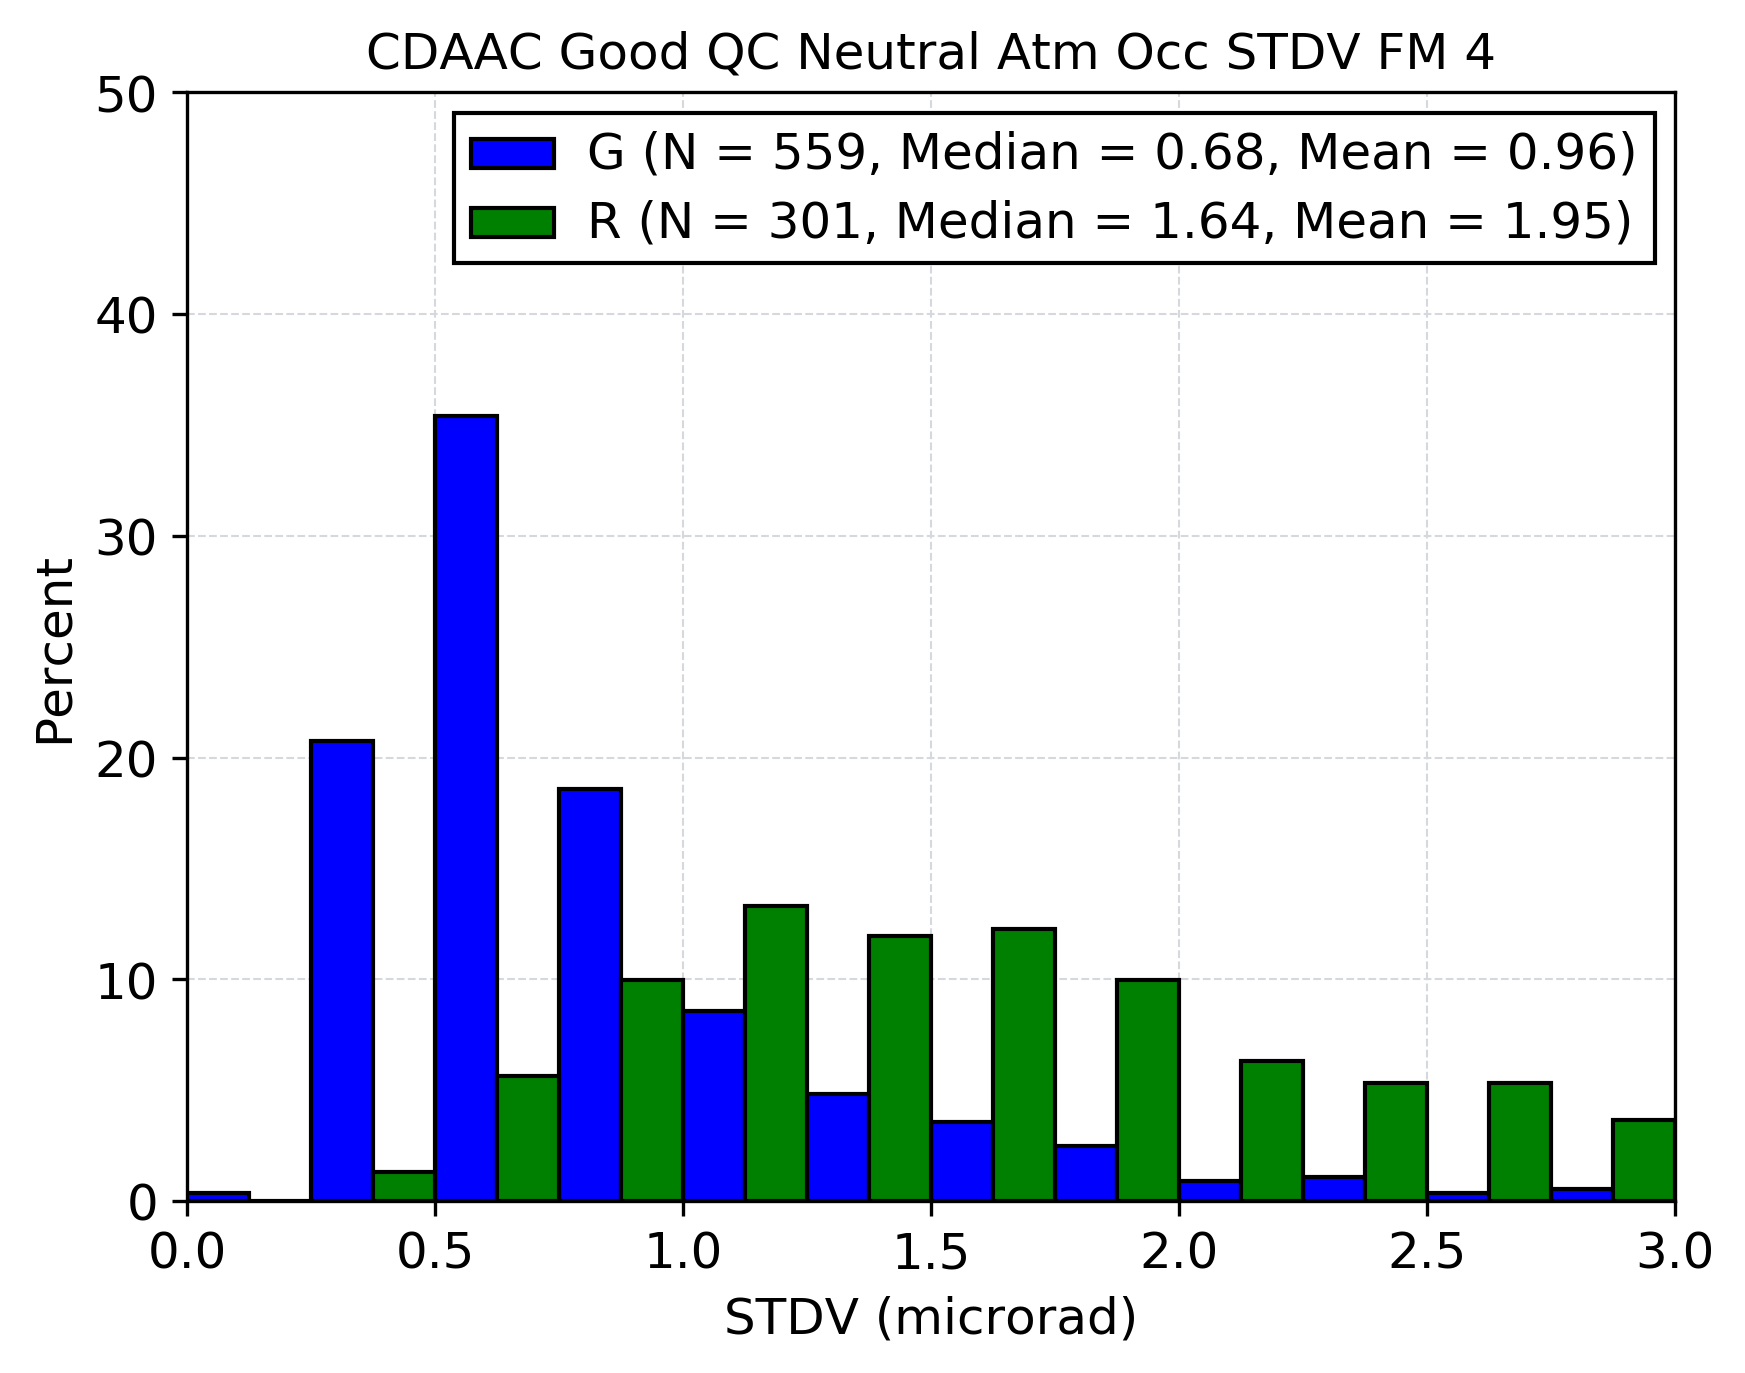 CDAAC Good QC Neutral Atm Occ STDV FM 4
G (N = 559, Median = 0.68, Mean = 0.96)
R (N = 301, Median = 1.64, Mean = 1.95)
50
40
30
20
10
0
Percent
0.0 0.5 1.0 1.5 2.0 2.5 3.0
STDV (microrad)